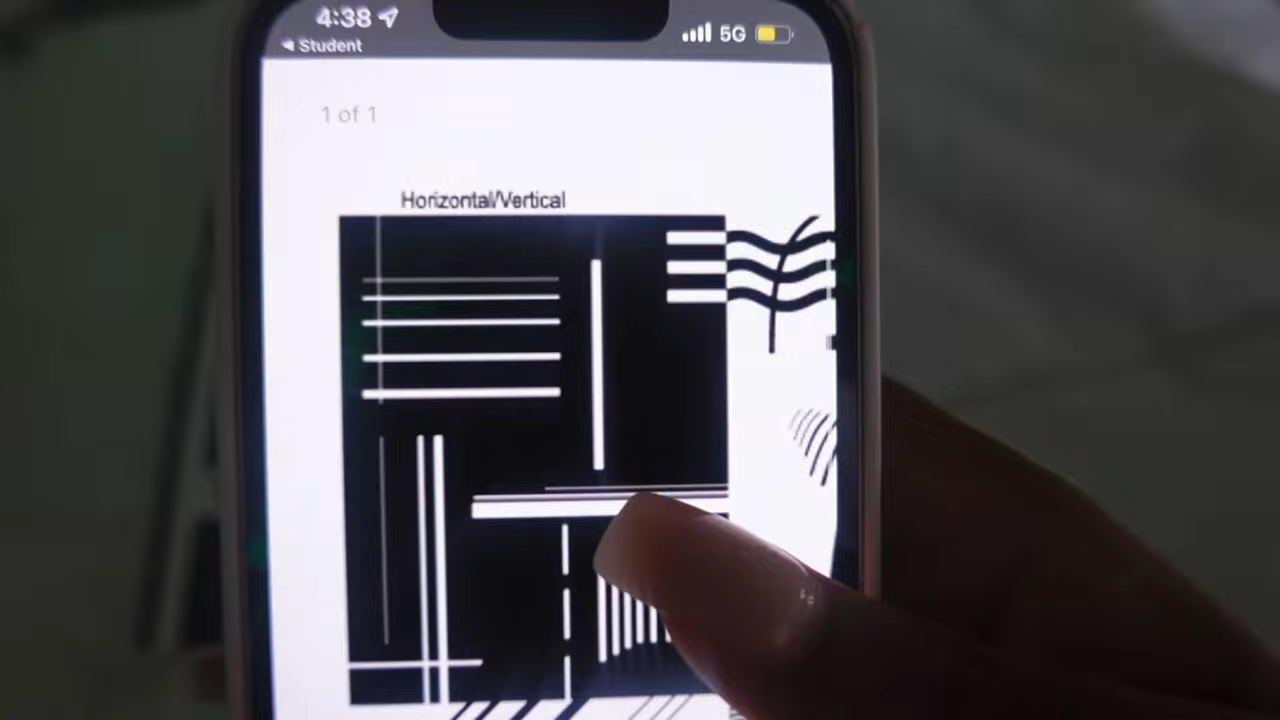 4:38
5G
◀ Student
1 of 1
Horizontal/Vertical